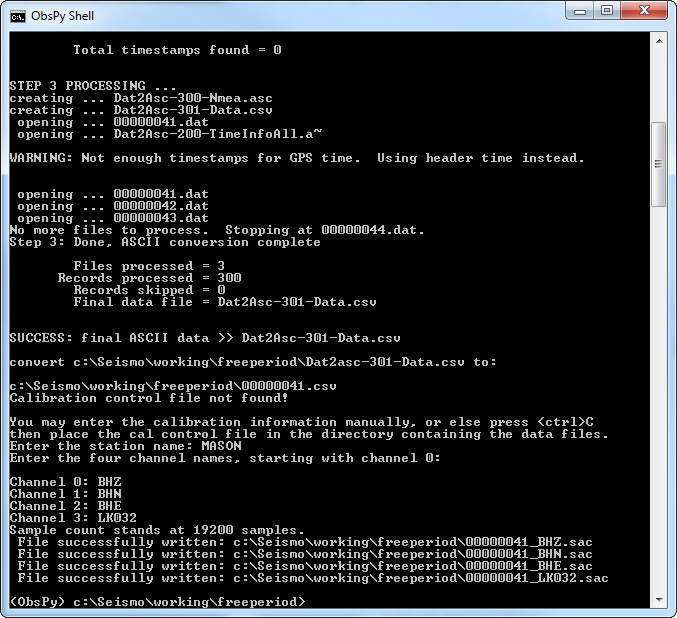 ObsPy Shell
Total timestamps found = 0
STEP 3 PROCESSING ...
creating ... Dat2Asc-300-Nmea.asc
creating ... Dat2Asc-301-Data.csv
opening ... 00000041.dat
opening ... Dat2Asc-200-TimeInfoAll.a~
WARNING: Not enough timestamps for GPS time.  Using header time instead.
opening ... 00000041.dat
opening ... 00000042.dat
opening ... 00000043.dat
No more files to process.  Stopping at 00000044.dat.
Step 3: Done, ASCII conversion complete
Files processed = 3
Records processed = 300
Records skipped = 0
Final data file = Dat2Asc-301-Data.csv
SUCCESS: final ASCII data >> Dat2Asc-301-Data.csv
convert c:\Seismo\working\freeperiod\Dat2asc-301-Data.csv to:
c:\Seismo\working\freeperiod\00000041.csv
Calibration control file not found!
You may enter the calibration information manually, or else press <ctrl>C
then place the cal control file in the directory containing the data files.
Enter the station name: MASON
Enter the four channel names, starting with channel 0:
Channel 0: BHZ
Channel 1: BHN
Channel 2: BHE
Channel 3: LKO32
Sample count stands at 19200 samples.
File successfully written: c:\Seismo\working\freeperiod\00000041_BHZ.sac
File successfully written: c:\Seismo\working\freeperiod\00000041_BHN.sac
File successfully written: c:\Seismo\working\freeperiod\00000041_BHE.sac
File successfully written: c:\Seismo\working\freeperiod\00000041_LKO32.sac
(ObsPy) c:\Seismo\working\freeperiod>